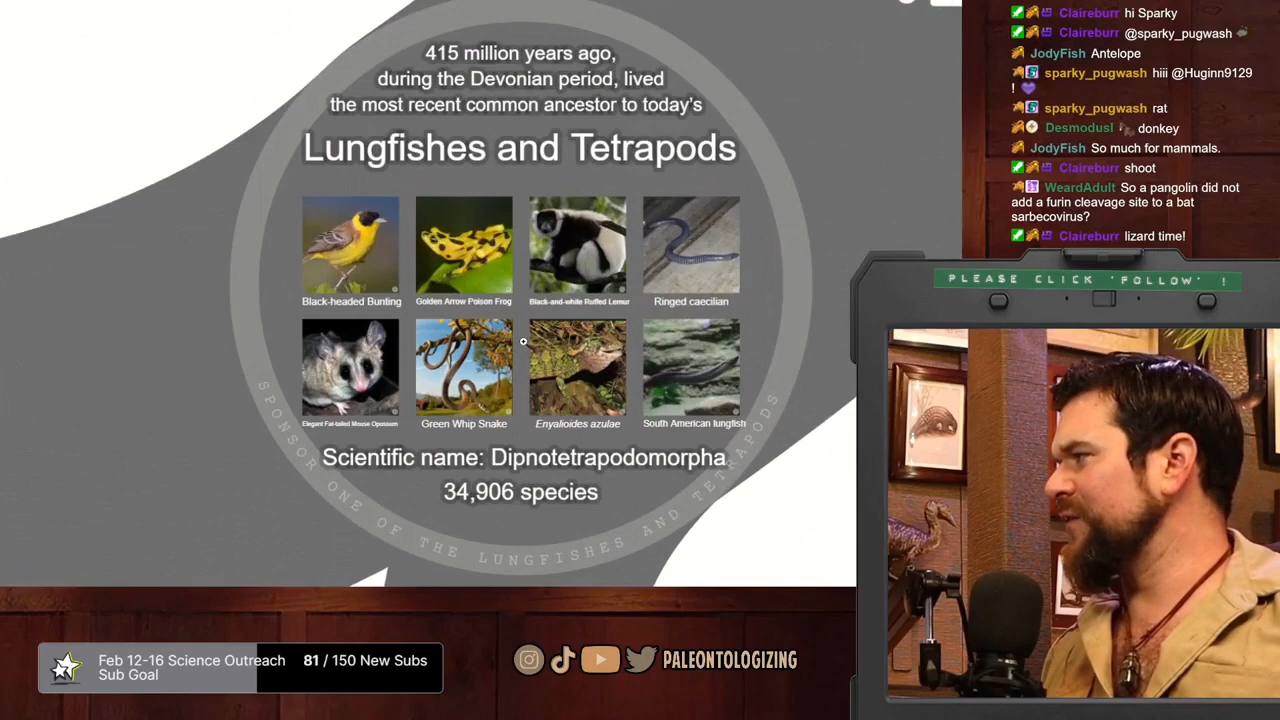 415 million years ago,
during the Devonian period, lived
the most recent common ancestor to today's
Lungfishes and Tetrapods
Black-headed Bunting
Golden Arrow Poison Frog
Black-and-white Ruffed Lemur
Ringed caecilian
Elegant Fat-tailed Mouse Opossum
Green Whip Snake
Enyalioides azulae
South American lungfish
Scientific name: Dipnotetrapodomorpha
34,906 species
SPONSOR ONE OF THE LUNGFISHES AND TETRAPODS
Claireburr hi Sparky
Claireburr @sparky_pugwash
JodyFish Antelope
sparky_pugwash hiii @Huginn9129
!
sparky_pugwash rat
Desmodusl donkey
JodyFish So much for mammals.
Claireburr shoot
WeardAdult So a pangolin did not
add a furin cleavage site to a bat
sarbecovirus?
Claireburr lizard time!
PLEASE CLICK 'FOLLOW' !
Feb 12-16 Science Outreach
Sub Goal
81 / 150 New Subs
PALEONTOLOGIZING